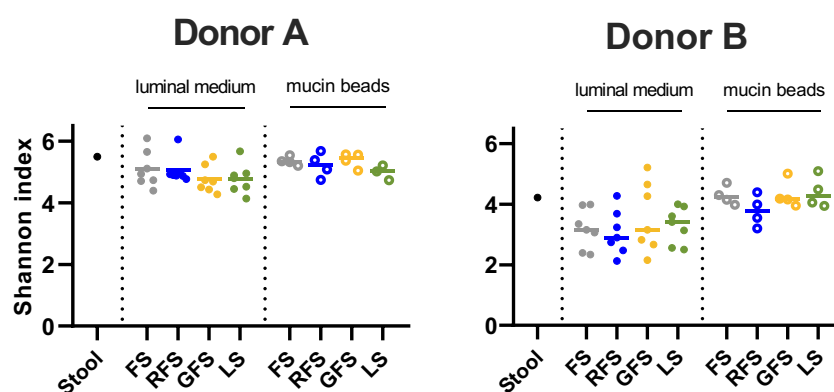 Donor A
Donor B
luminal medium
mucin beads
luminal medium
mucin beads
Shannon index
6
4
2
0
6
4
2
0
Stool
FS
RFS
GFS
LS
FS
RFS
GFS
LS
Stool
FS
RFS
GFS
LS
FS
RFS
GFS
LS